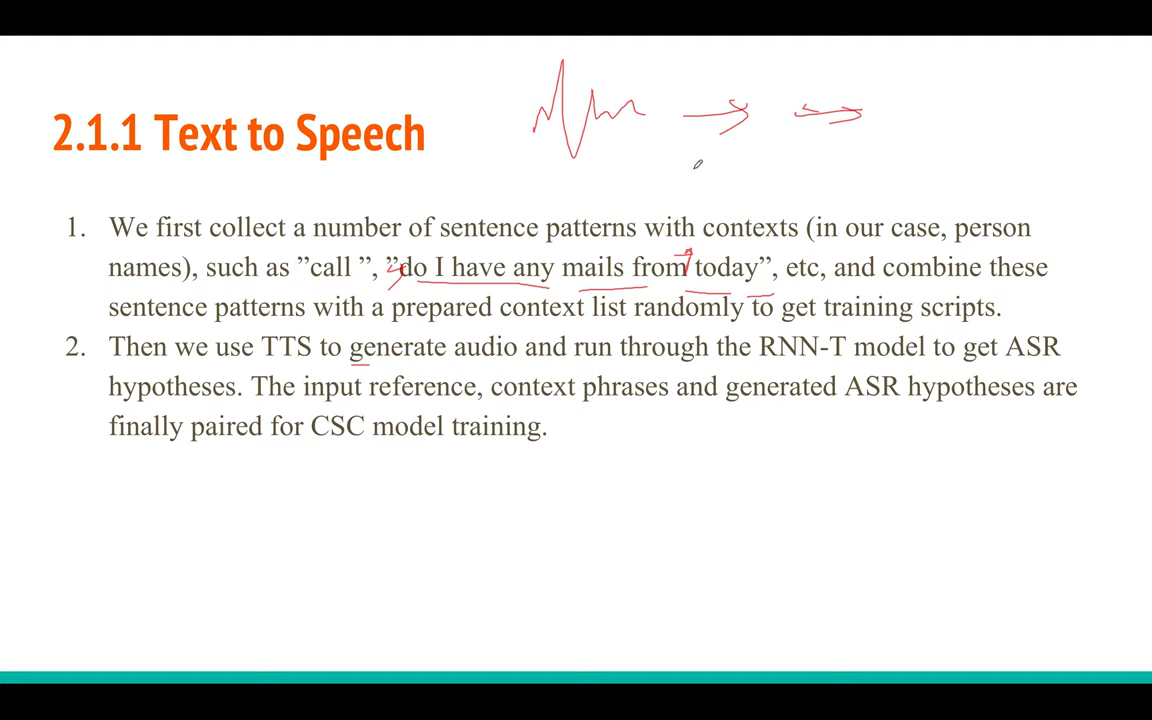 2.1.1 Text to Speech
1. We first collect a number of sentence patterns with contexts (in our case, person
names), such as ”call ”, ”do I have any mails from today”, etc, and combine these
sentence patterns with a prepared context list randomly to get training scripts.
2. Then we use TTS to generate audio and run through the RNN-T model to get ASR
hypotheses. The input reference, context phrases and generated ASR hypotheses are
finally paired for CSC model training.